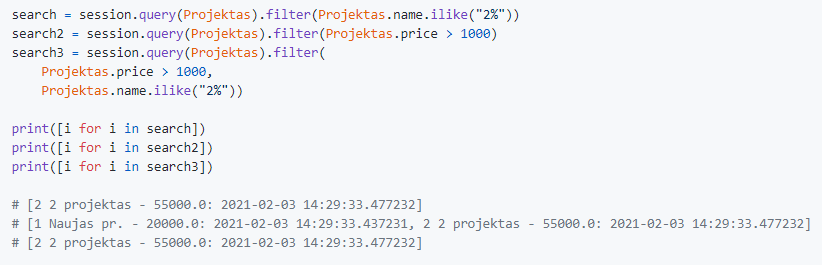 search = session.query(Projektas).filter(Projektas.name.ilike("2%"))
search2 = session.query(Projektas).filter(Projektas.price > 1000)
search3 = session.query(Projektas).filter(
    Projektas.price > 1000,
    Projektas.name.ilike("2%"))
print([i for i in search])
print([i for i in search2])
print([i for i in search3])
# [2 2 projektas - 55000.0: 2021-02-03 14:29:33.477232]
# [1 Naujas pr. - 20000.0: 2021-02-03 14:29:33.437231, 2 2 projektas - 55000.0: 2021-02-03 14:29:33.477232]
# [2 2 projektas - 55000.0: 2021-02-03 14:29:33.477232]